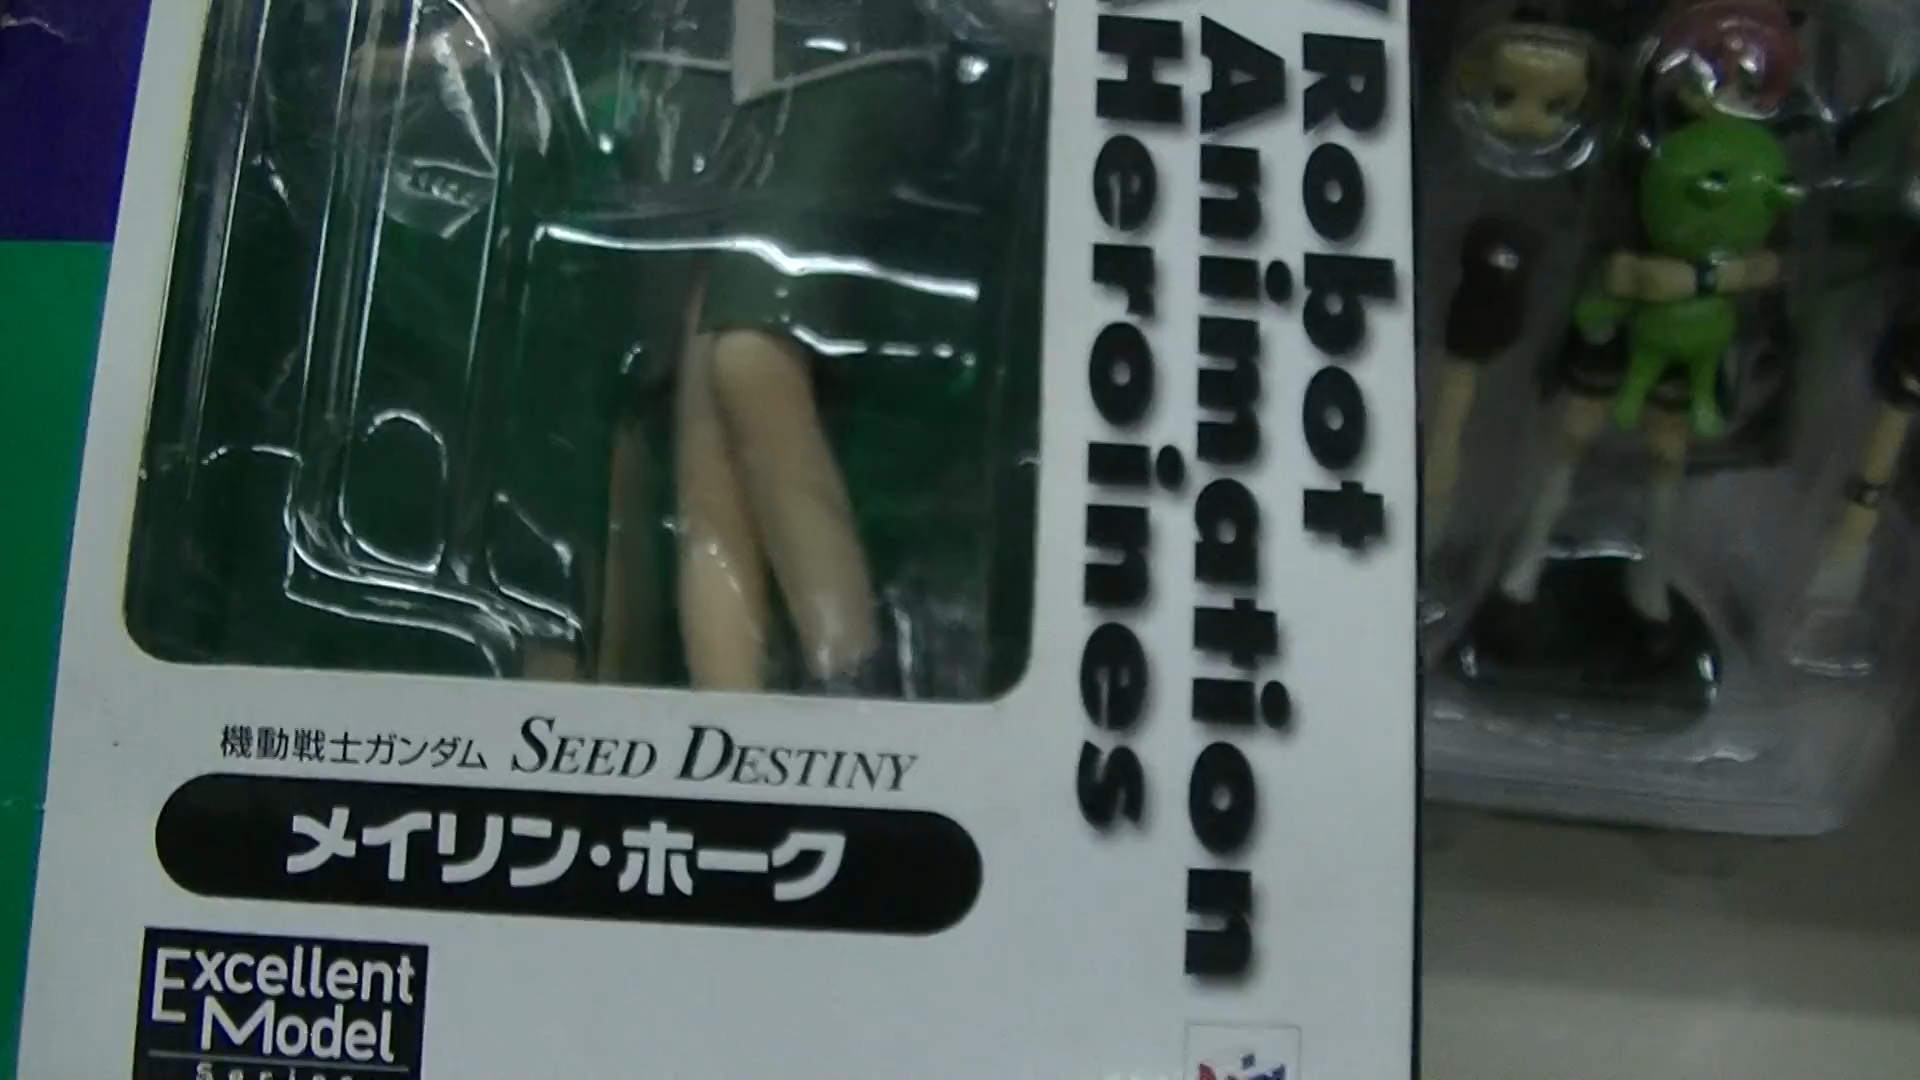 Robot
Animation
Heroines
機動戦士ガンダム SEED DESTINY
メイリン・ホーク
Excellent
Model
Series